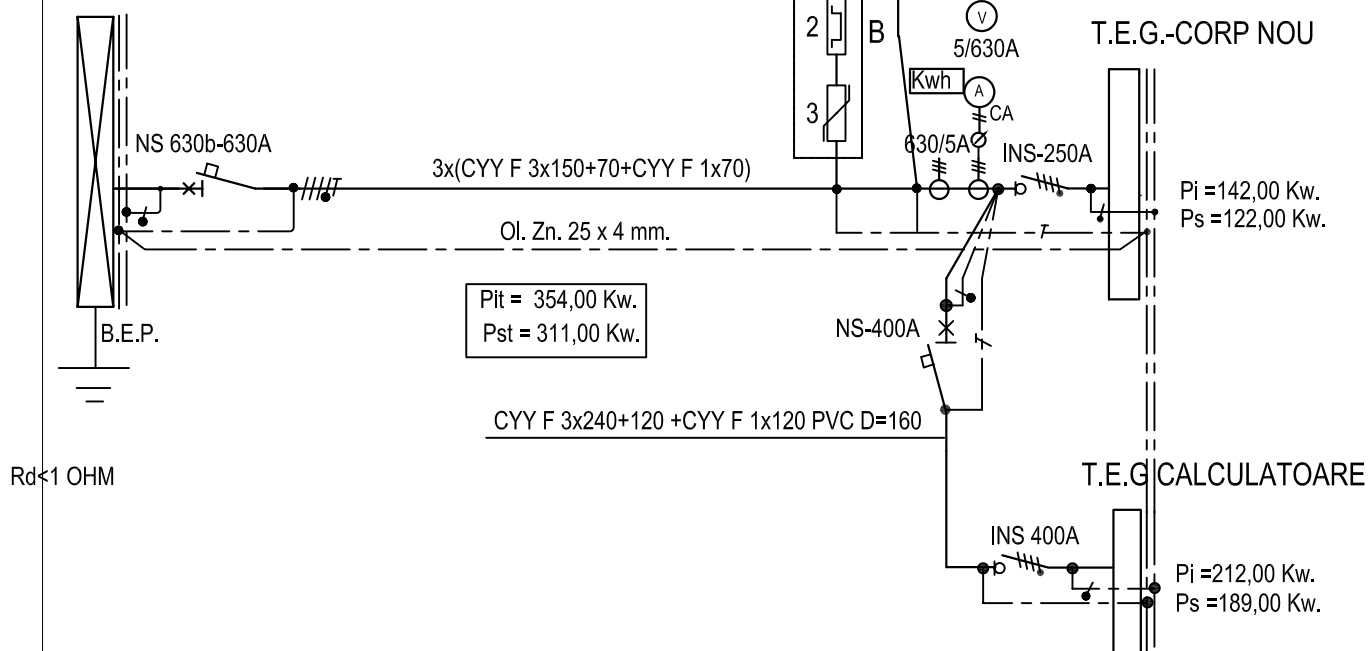 2
B
V
5/630A
T.E.G.-CORP NOU
Kwh
A
3
CA
NS 630b-630A
630/5A
INS-250A
3x(CYY F 3x150+70+CYY F 1x70)
Pi =142,00 Kw.
Ps =122,00 Kw.
Ol. Zn. 25 x 4 mm.
Pit = 354,00 Kw.
Pst = 311,00 Kw.
B.E.P.
NS-400A
CYY F 3x240+120 +CYY F 1x120 PVC D=160
Rd<1 OHM
T.E.G CALCULATOARE
INS 400A
Pi =212,00 Kw.
Ps =189,00 Kw.